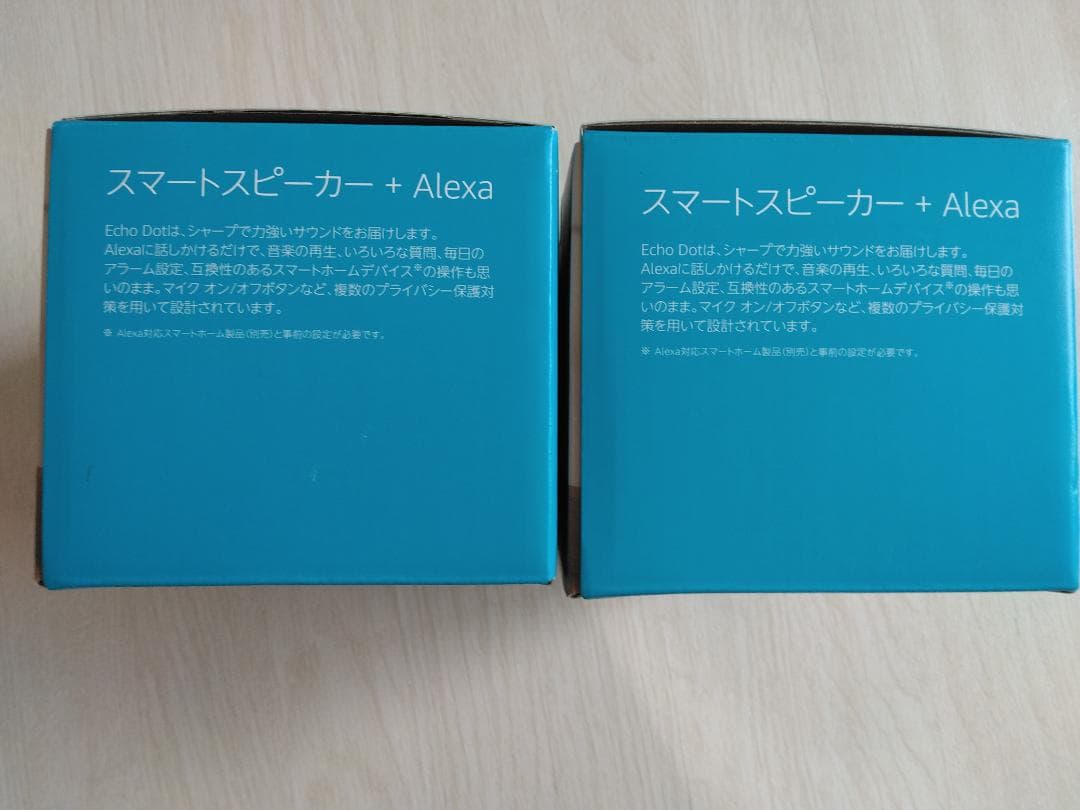 スマートスピーカー + Alexa
Echo Dotは、シャープで力強いサウンドをお届けします。
Alexaに話しかけるだけで、音楽の再生、いろいろな質問、毎日の
アラーム設定、互換性のあるスマートホームデバイス※の操作も思
いのまま。マイク オン/オフボタンなど、複数のプライバシー保護対
策を用いて設計されています。
※ Alexa対応スマートホーム製品(別売)と事前の設定が必要です。
スマートスピーカー + Alexa
Echo Dotは、シャープで力強いサウンドをお届けします。
Alexaに話しかけるだけで、音楽の再生、いろいろな質問、毎日の
アラーム設定、互換性のあるスマートホームデバイス※の操作も思
いのまま。マイク オン/オフボタンなど、複数のプライバシー保護対
策を用いて設計されています。
※ Alexa対応スマートホーム製品(別売)と事前の設定が必要です。